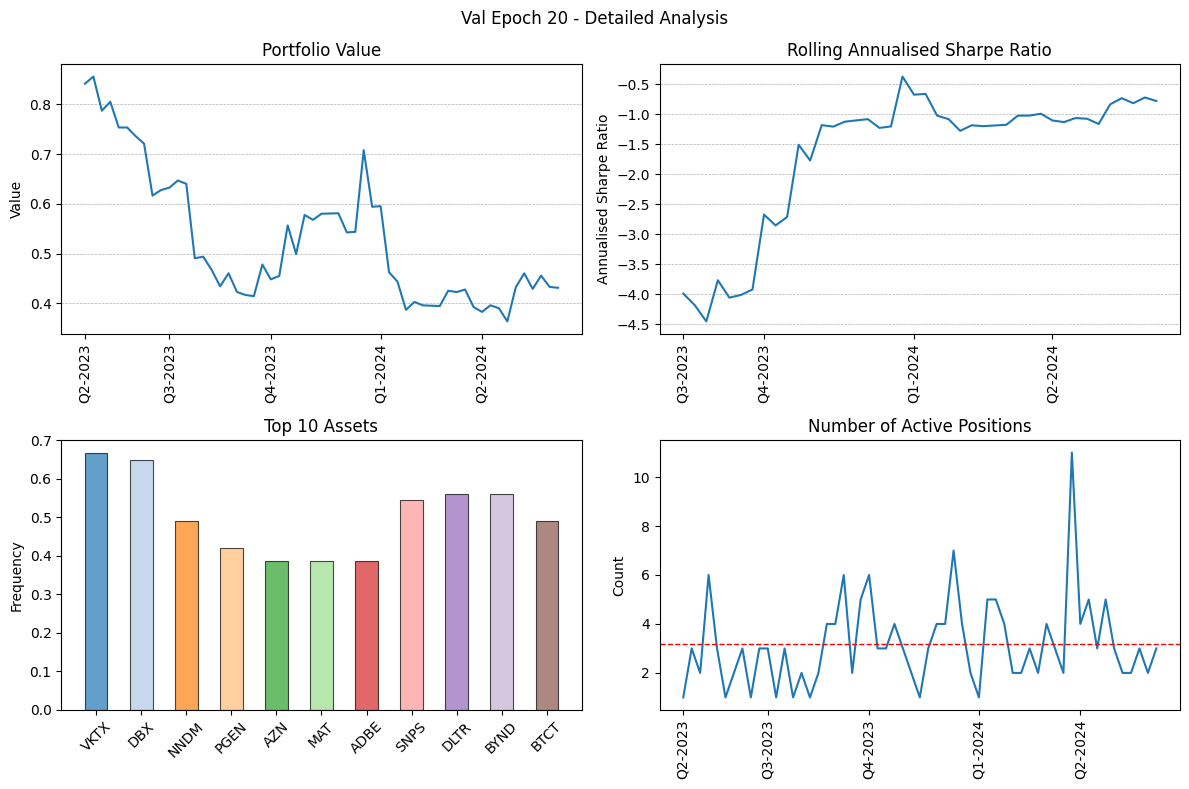 Val Epoch 20 - Detailed Analysis
Portfolio Value
Value
0.8
0.7
0.6
0.5
0.4
Q2-2023
Q3-2023
Q4-2023
Q1-2024
Q2-2024
Rolling Annualised Sharpe Ratio
Annualised Sharpe Ratio
−0.5
−1.0
−1.5
−2.0
−2.5
−3.0
−3.5
−4.0
−4.5
Q3-2023
Q4-2023
Q1-2024
Q2-2024
Top 10 Assets
Frequency
0.7
0.6
0.5
0.4
0.3
0.2
0.1
0.0
VKTX
DBX
NNDM
PGEN
AZN
MAT
ADBE
SNPS
DLTR
BYND
BTCT
Number of Active Positions
Count
10
8
6
4
2
Q2-2023
Q3-2023
Q4-2023
Q1-2024
Q2-2024